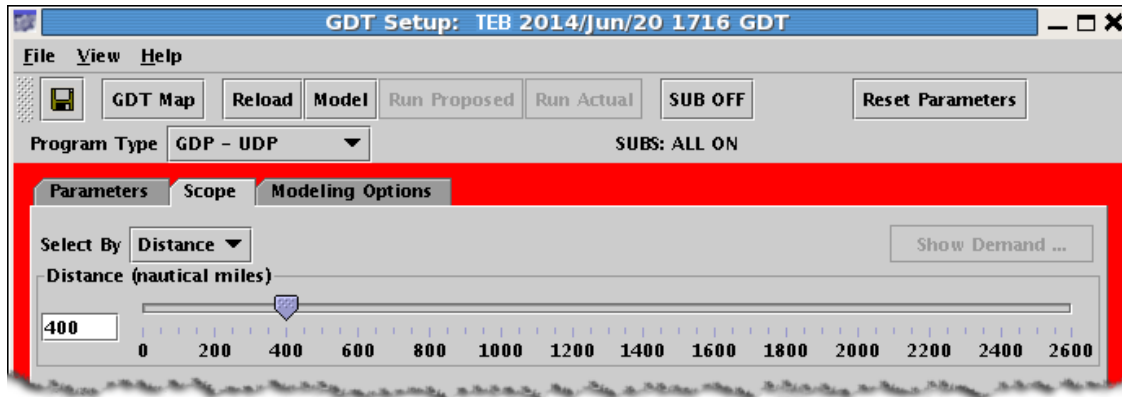 GDT Setup: TEB 2014/Jun/20 1716 GDT
File View Help
GDT Map Reload Model Run Proposed Run Actual SUB OFF Reset Parameters
Program Type GDP - UDP SUBS: ALL ON
Parameters Scope Modeling Options
Select By Distance Show Demand ...
Distance (nautical miles)
400
0 200 400 600 800 1000 1200 1400 1600 1800 2000 2200 2400 2600